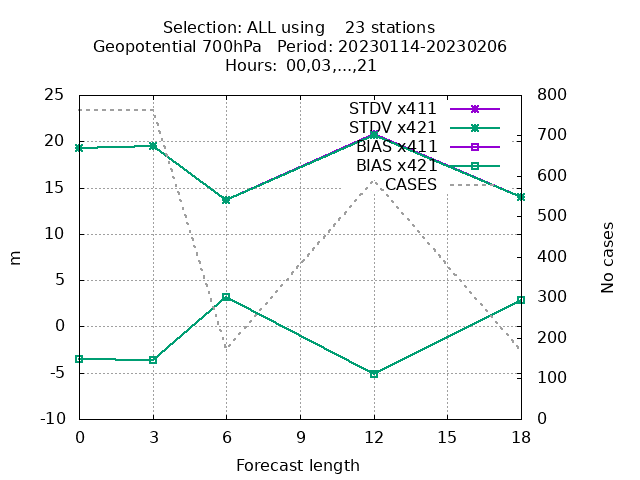 Selection: ALL using    23 stations
Geopotential 700hPa   Period: 20230114-20230206
Hours: 00,03,...,21
STDV x411
STDV x421
BIAS x411
BIAS x421
CASES
25
20
15
10
5
0
-5
-10
800
700
600
500
400
300
200
100
0
m
No cases
0 3 6 9 12 15 18
Forecast length